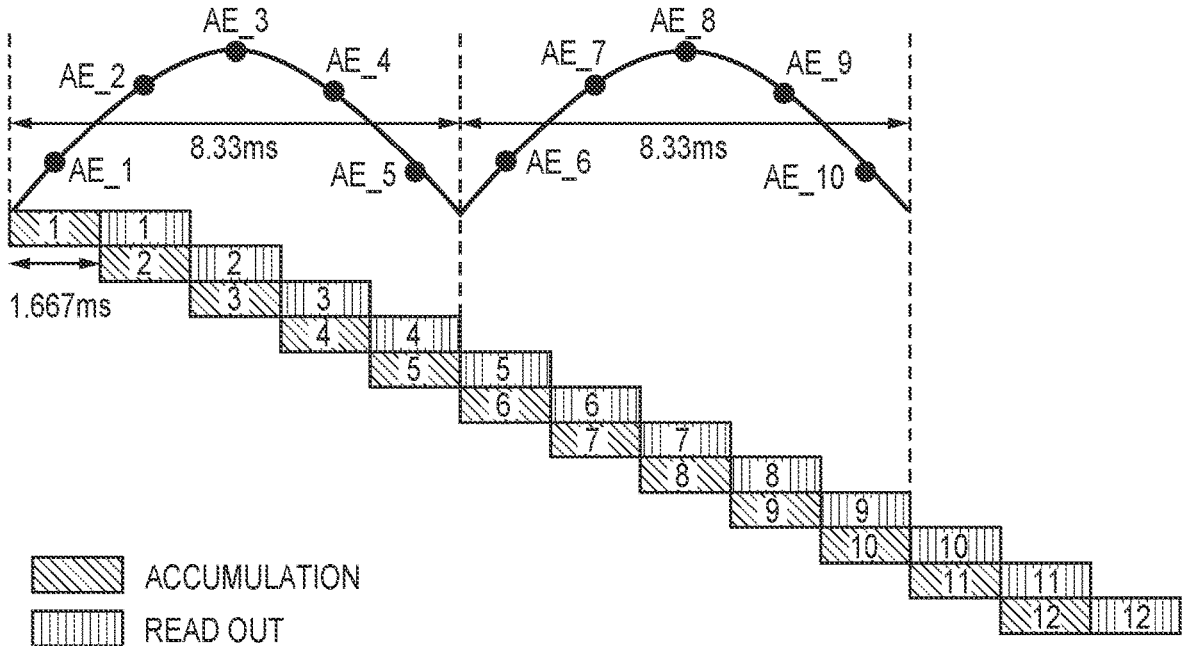 AE_3
AE_8
AE_2
AE_4
AE_7
AE_9
8.33ms
8.33ms
AE_1
AE_5
AE_6
AE_10
1 1
2 2
1.667ms
3 3
4 4
5 5
6 6
7 7
8 8
9 9
10 10
11 11
12 12
ACCUMULATION
READ OUT